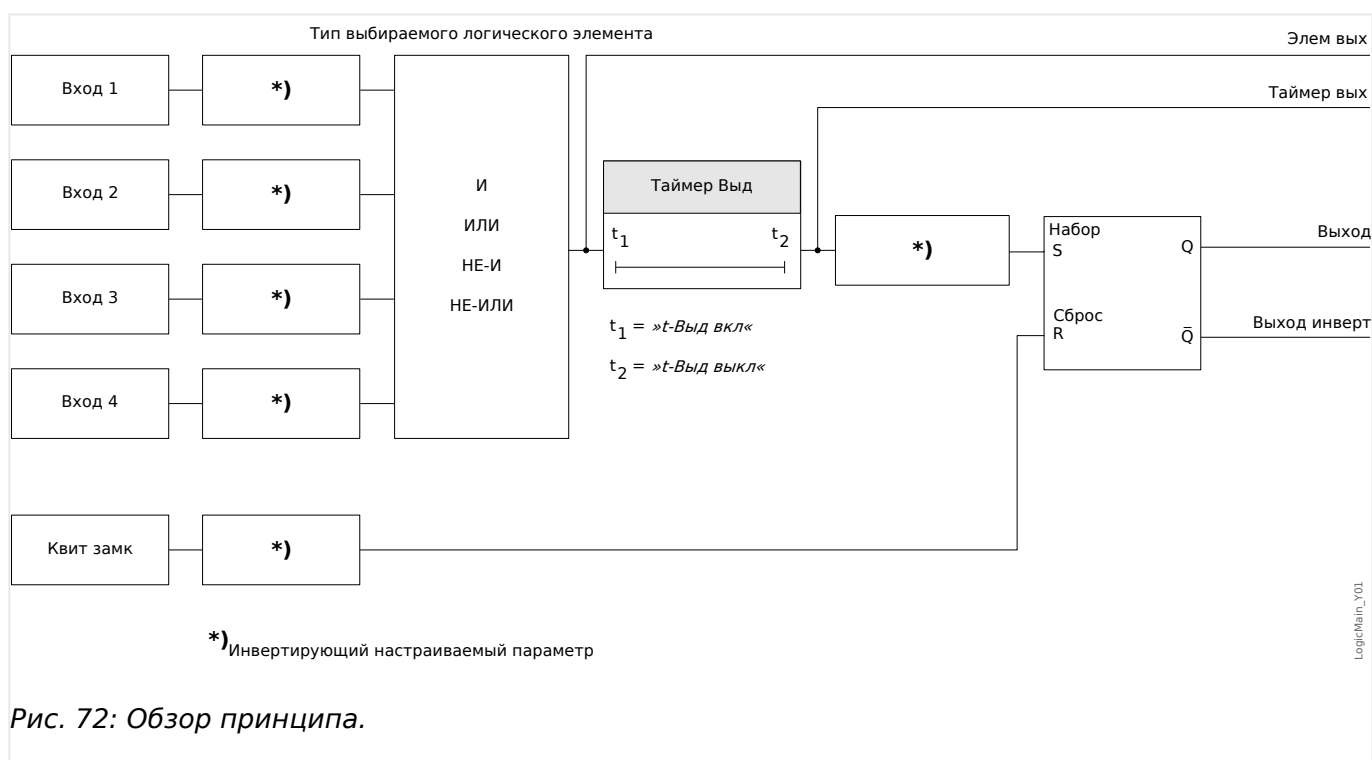 Тип выбираемого логического элемента
Элем вых
Вход 1
*)
Таймер вых
Вход 2
*)
И
ИЛИ
НЕ-И
НЕ-ИЛИ
Таймер Выд
t1
t2
*)
Набор
S
Q
Выход
Вход 3
*)
t1 = »t-Выд вкл«
t2 = »t-Выд выкл«
Сброс
R
Q̅
Выход инверт
Вход 4
*)
Квит замк
*)
*)Инвертирующий настраиваемый параметр
LogicMain_Y01
Рис. 72: Обзор принципа.